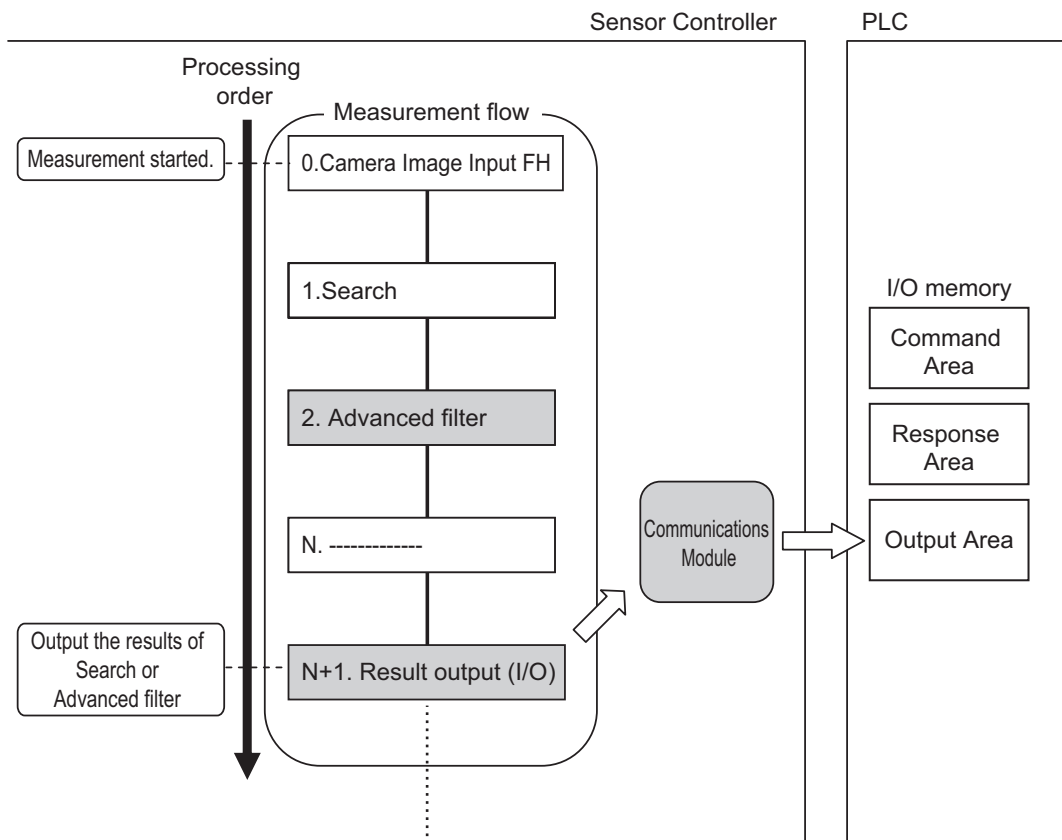 Sensor Controller
PLC
Processing
order
Measurement flow
Measurement started.
0.Camera Image Input FH
1.Search
I/O memory
Command
Area
2. Advanced filter
Response
Area
N. -------------
Communications
Module
Output Area
Output the results of
Search or
Advanced filter
N+1. Result output (I/O)